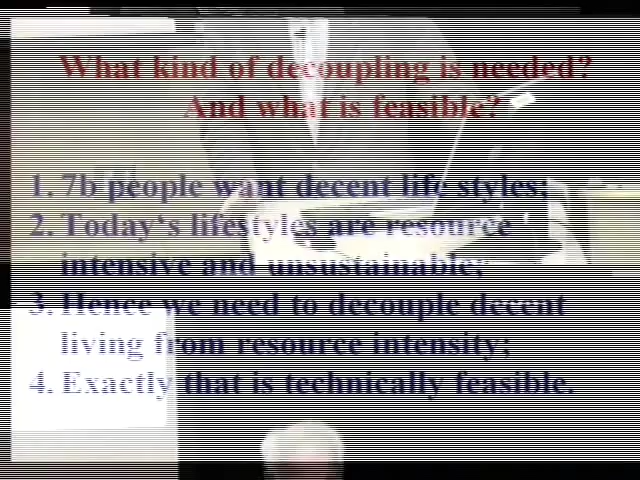 What kind of decoupling is needed?
And what is feasible?
1. 7b people want decent life styles;
2. Today‘s lifestyles are resource
intensive and unsustainable;
3. Hence we need to decouple decent
living from resource intensity;
4. Exactly that is technically feasible.